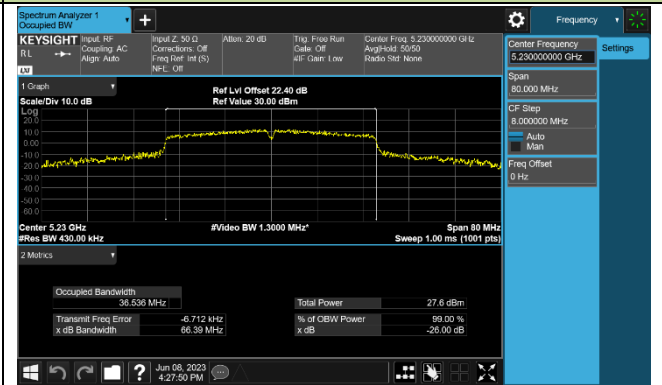 Spectrum Analyzer 1
Occupied BW
+
Frequency
KEYSIGHT
RL
LXI
Input: RF
Coupling: AC
Align: Auto
Input Z: 50 Ω
Corrections: Off
Freq Ref: Int (S)
NFE: Off
Atten: 20 dB
Trig: Free Run
Gate: Off
#IF Gain: Low
Center Freq: 5.230000000 GHz
Avg|Hold: 50/50
Radio Std: None
Center Frequency
5.230000000 GHz
Settings
Span
80.000 MHz
CF Step
8.000000 MHz
Auto
Man
Freq Offset
0 Hz
1 Graph
Scale/Div 10.0 dB
Ref Lvl Offset 22.40 dB
Ref Value 30.00 dBm
Log
20.0
10.0
0.00
-10.0
-20.0
-30.0
-40.0
-50.0
-60.0
Center 5.23 GHz
#Res BW 430.00 kHz
#Video BW 1.3000 MHz*
Span 80 MHz
Sweep 1.00 ms (1001 pts)
2 Metrics
Occupied Bandwidth
36.536 MHz
Total Power 27.6 dBm
Transmit Freq Error -6.712 kHz
% of OBW Power 99.00 %
x dB Bandwidth 66.39 MHz
x dB -26.00 dB
?
Jun 08, 2023
4:27:50 PM